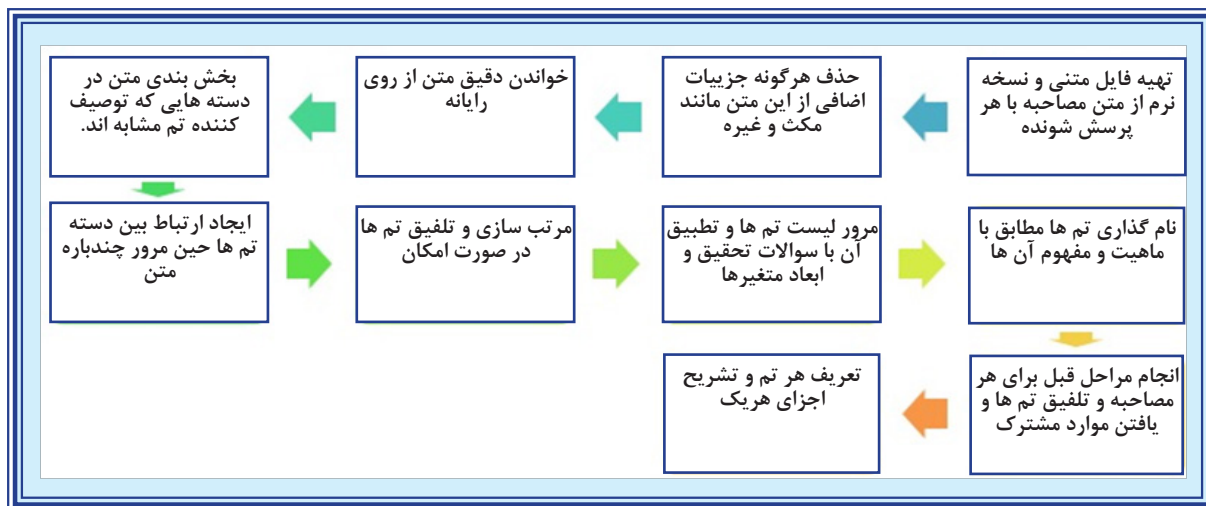 تهیه فایل متنی و نسخه
نرم از متن مصاحبه با هر
پرسش شونده
حذف هرگونه جزییات
اضافی از این متن مانند
مکث و غیره
خواندن دقیق متن از روی
رایانه
بخش بندی متن در
دسته هایی که توصیف
کننده تم مشابه اند.
ایجاد ارتباط بین دسته
تم ها حین مرور چندباره
متن
مرتب سازی و تلفیق تم ها
در صورت امکان
مرور لیست تم ها و تطبیق
آن با سوالات تحقیق و
ابعاد متغیرها
نام گذاری تم ها مطابق با
ماهیت و مفهوم آن ها
انجام مراحل قبل برای هر
مصاحبه و تلفیق تم ها و
یافتن موارد مشترک
تعریف هر تم و تشریح
اجزای هریک